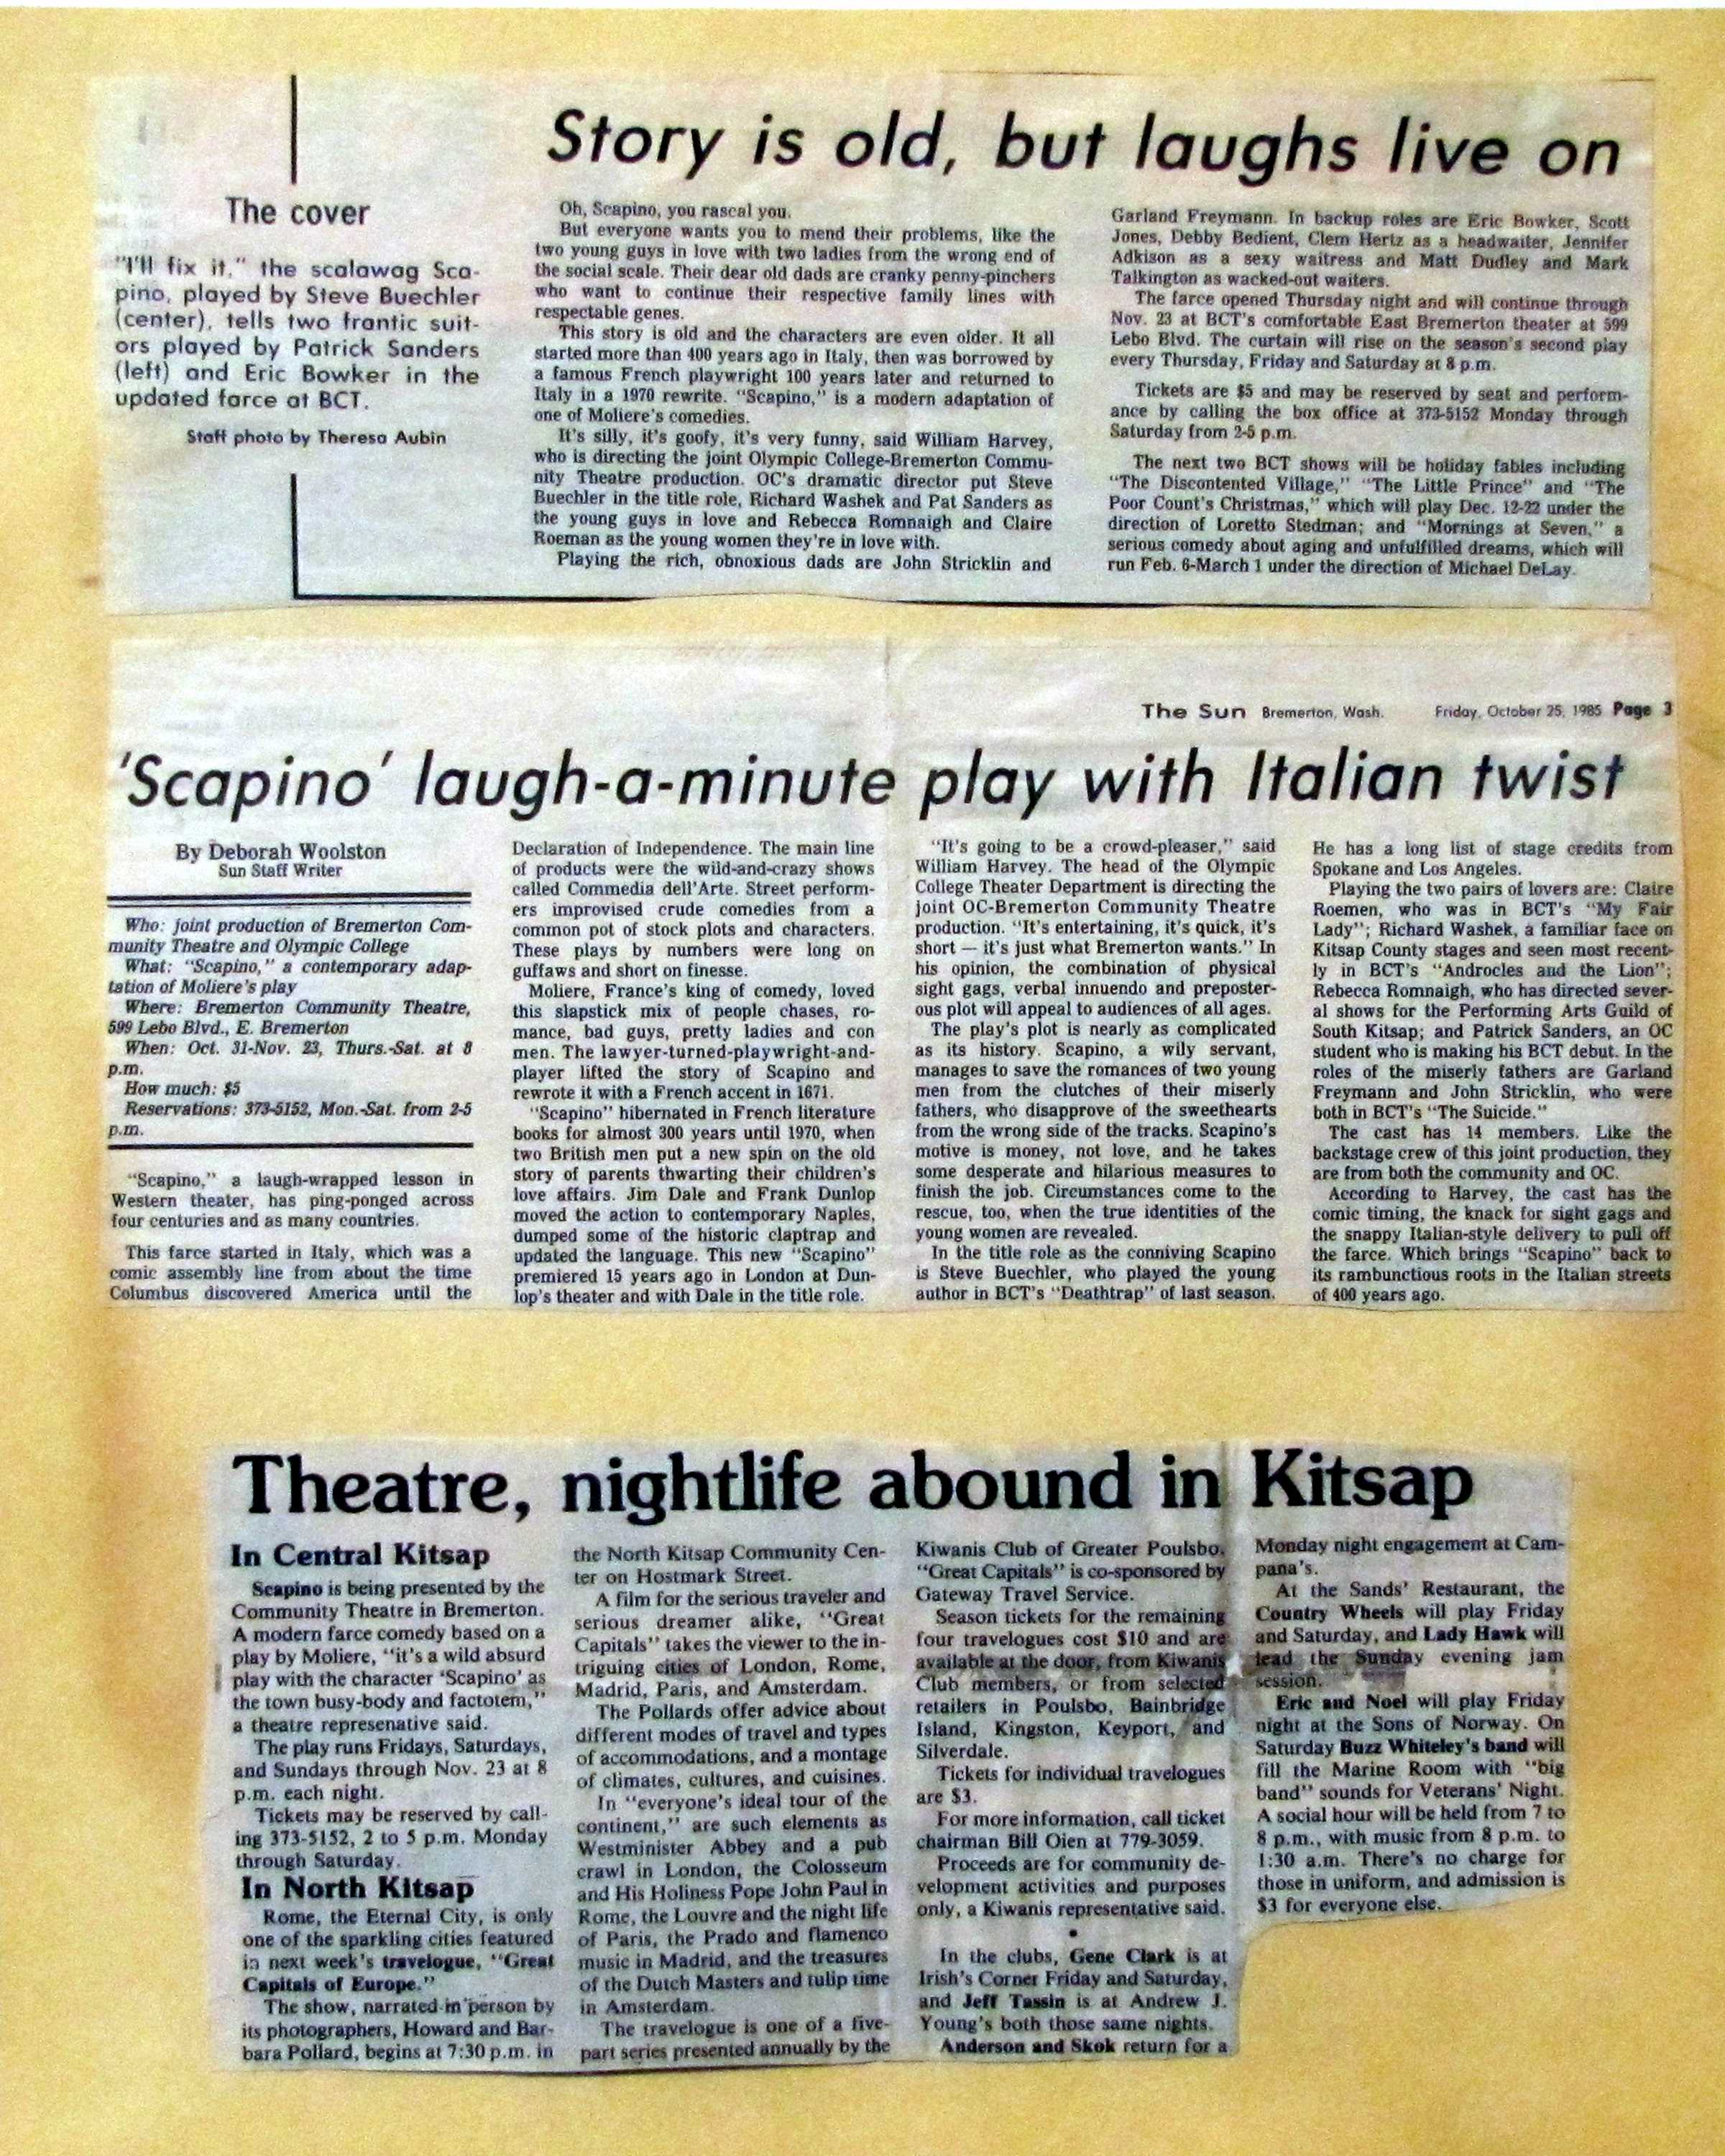 Story is old, but laughs live on
The cover
"I'll fix it," the scalawag Sca-
pino, played by Steve Buechler
(center), tells two frantic suit-
ors played by Patrick Sanders
(left) and Eric Bowker in the
updated farce at BCT.
Staff photo by Theresa Aubin
Oh, Scapino, you rascal you.
But everyone wants you to mend their problems, like the
two young guys in love with two ladies from the wrong end of
the social scale. Their dear old dads are cranky penny-pinchers
who want to continue their respective family lines with
respectable genes.
This story is old and the characters are even older. It all
started more than 400 years ago in Italy, then was borrowed by
a famous French playwright 100 years later and returned to
Italy in a 1970 rewrite. "Scapino," is a modern adaptation of
one of Moliere's comedies.
It's silly, it's goofy, it's very funny, said William Harvey,
who is directing the joint Olympic College-Bremerton Commu-
nity Theatre production. OC's dramatic director put Steve
Buechler in the title role, Richard Washek and Pat Sanders as
the young guys in love and Rebecca Romnaigh and Claire
Roeman as the young women they're in love with.
Playing the rich, obnoxious dads are John Stricklin and
Garland Freymann. In backup roles are Eric Bowker, Scott
Jones, Debby Bedient, Clem Hertz as a headwaiter, Jennifer
Adkison as a sexy waitress and Matt Dudley and Mark
Talkington as wacked-out waiters.
The farce opened Thursday night and will continue through
Nov. 23 at BCT's comfortable East Bremerton theater at 599
Lebo Blvd. The curtain will rise on the season's second play
every Thursday, Friday and Saturday at 8 p.m.
Tickets are $5 and may be reserved by seat and perform-
ance by calling the box office at 373-5152 Monday through
Saturday from 2-5 p.m.
The next two BCT shows will be holiday fables including
"The Discontented Village," "The Little Prince" and "The
Poor Count's Christmas," which will play Dec. 12-22 under the
direction of Loretto Stedman; and "Mornings at Seven," a
serious comedy about aging and unfulfilled dreams, which will
run Feb. 6-March 1 under the direction of Michael DeLay.
The Sun Bremerton, Wash. Friday, October 25, 1985 Page 3
'Scapino' laugh-a-minute play with Italian twist
By Deborah Woolston
Sun Staff Writer
Who: joint production of Bremerton Com-
munity Theatre and Olympic College
What: "Scapino," a contemporary adap-
tation of Moliere's play
Where: Bremerton Community Theatre,
599 Lebo Blvd., E. Bremerton
When: Oct. 31-Nov. 23, Thurs.-Sat. at 8
p.m.
How much: $5
Reservations: 373-5152, Mon.-Sat. from 2-5
p.m.
"Scapino," a laugh-wrapped lesson in
Western theater, has ping-ponged across
four centuries and as many countries.
This farce started in Italy, which was a
comic assembly line from about the time
Columbus discovered America until the
Declaration of Independence. The main line
of products were the wild-and-crazy shows
called Commedia dell'Arte. Street perform-
ers improvised crude comedies from a
common pot of stock plots and characters.
These plays by numbers were long on
guffaws and short on finesse.
Moliere, France's king of comedy, loved
this slapstick mix of people chases, ro-
mance, bad guys, pretty ladies and con
men. The lawyer-turned-playwright-and-
player lifted the story of Scapino and
rewrote it with a French accent in 1671.
"Scapino" hibernated in French literature
books for almost 300 years until 1970, when
two British men put a new spin on the old
story of parents thwarting their children's
love affairs. Jim Dale and Frank Dunlop
moved the action to contemporary Naples,
dumped some of the historic claptrap and
updated the language. This new "Scapino"
premiered 15 years ago in London at Dun-
lop's theater and with Dale in the title role.
"It's going to be a crowd-pleaser," said
William Harvey. The head of the Olympic
College Theater Department is directing the
joint OC-Bremerton Community Theatre
production. "It's entertaining, it's quick, it's
short — it's just what Bremerton wants." In
his opinion, the combination of physical
sight gags, verbal innuendo and preposter-
ous plot will appeal to audiences of all ages.
The play's plot is nearly as complicated
as its history. Scapino, a wily servant,
manages to save the romances of two young
men from the clutches of their miserly
fathers, who disapprove of the sweethearts
from the wrong side of the tracks. Scapino's
motive is money, not love, and he takes
some desperate and hilarious measures to
finish the job. Circumstances come to the
rescue, too, when the true identities of the
young women are revealed.
In the title role as the conniving Scapino
is Steve Buechler, who played the young
author in BCT's "Deathtrap" of last season.
He has a long list of stage credits from
Spokane and Los Angeles.
Playing the two pairs of lovers are: Claire
Roemen, who was in BCT's "My Fair
Lady"; Richard Washek, a familiar face on
Kitsap County stages and seen most recent-
ly in BCT's "Androcles and the Lion";
Rebecca Romnaigh, who has directed sever-
al shows for the Performing Arts Guild of
South Kitsap; and Patrick Sanders, an OC
student who is making his BCT debut. In the
roles of the miserly fathers are Garland
Freymann and John Stricklin, who were
both in BCT's "The Suicide."
The cast has 14 members. Like the
backstage crew of this joint production, they
are from both the community and OC.
According to Harvey, the cast has the
comic timing, the knack for sight gags and
the snappy Italian-style delivery to pull off
the farce. Which brings "Scapino" back to
its rambunctious roots in the Italian streets
of 400 years ago.
Theatre, nightlife abound in Kitsap
In Central Kitsap
Scapino is being presented by the
Community Theatre in Bremerton.
A modern farce comedy based on a
play by Moliere, "it's a wild absurd
play with the character 'Scapino' as
the town busy-body and factotem,"
a theatre represenative said.
The play runs Fridays, Saturdays,
and Sundays through Nov. 23 at 8
p.m. each night.
Tickets may be reserved by call-
ing 373-5152, 2 to 5 p.m. Monday
through Saturday.
In North Kitsap
Rome, the Eternal City, is only
one of the sparkling cities featured
in next week's travelogue, "Great
Capitals of Europe."
The show, narrated in person by
its photographers, Howard and Bar-
bara Pollard, begins at 7:30 p.m. in
the North Kitsap Community Cen-
ter on Hostmark Street.
A film for the serious traveler and
serious dreamer alike, "Great
Capitals" takes the viewer to the in-
triguing cities of London, Rome,
Madrid, Paris, and Amsterdam.
The Pollards offer advice about
different modes of travel and types
of accommodations, and a montage
of climates, cultures, and cuisines.
In "everyone's ideal tour of the
continent," are such elements as
Westminister Abbey and a pub
crawl in London, the Colosseum
and His Holiness Pope John Paul in
Rome, the Louvre and the night life
of Paris, the Prado and flamenco
music in Madrid, and the treasures
of the Dutch Masters and tulip time
in Amsterdam.
The travelogue is one of a five-
part series presented annually by the
Kiwanis Club of Greater Poulsbo.
"Great Capitals" is co-sponsored by
Gateway Travel Service.
Season tickets for the remaining
four travelogues cost $10 and are
available at the door, from Kiwanis
Club members, or from selected
retailers in Poulsbo, Bainbridge
Island, Kingston, Keyport, and
Silverdale.
Tickets for individual travelogues
are $3.
For more information, call ticket
chairman Bill Oien at 779-3059.
Proceeds are for community de-
velopment activities and purposes
only, a Kiwanis representative said.
•
In the clubs, Gene Clark is at
Irish's Corner Friday and Saturday,
and Jeff Tassin is at Andrew J.
Young's both those same nights.
Anderson and Skok return for a
Monday night engagement at Cam-
pana's.
At the Sands' Restaurant, the
Country Wheels will play Friday
and Saturday, and Lady Hawk will
lead the Sunday evening jam
session.
Eric and Noel will play Friday
night at the Sons of Norway. On
Saturday Buzz Whiteley's band will
fill the Marine Room with "big
band" sounds for Veterans' Night.
A social hour will be held from 7 to
8 p.m., with music from 8 p.m. to
1:30 a.m. There's no charge for
those in uniform, and admission is
$3 for everyone else.